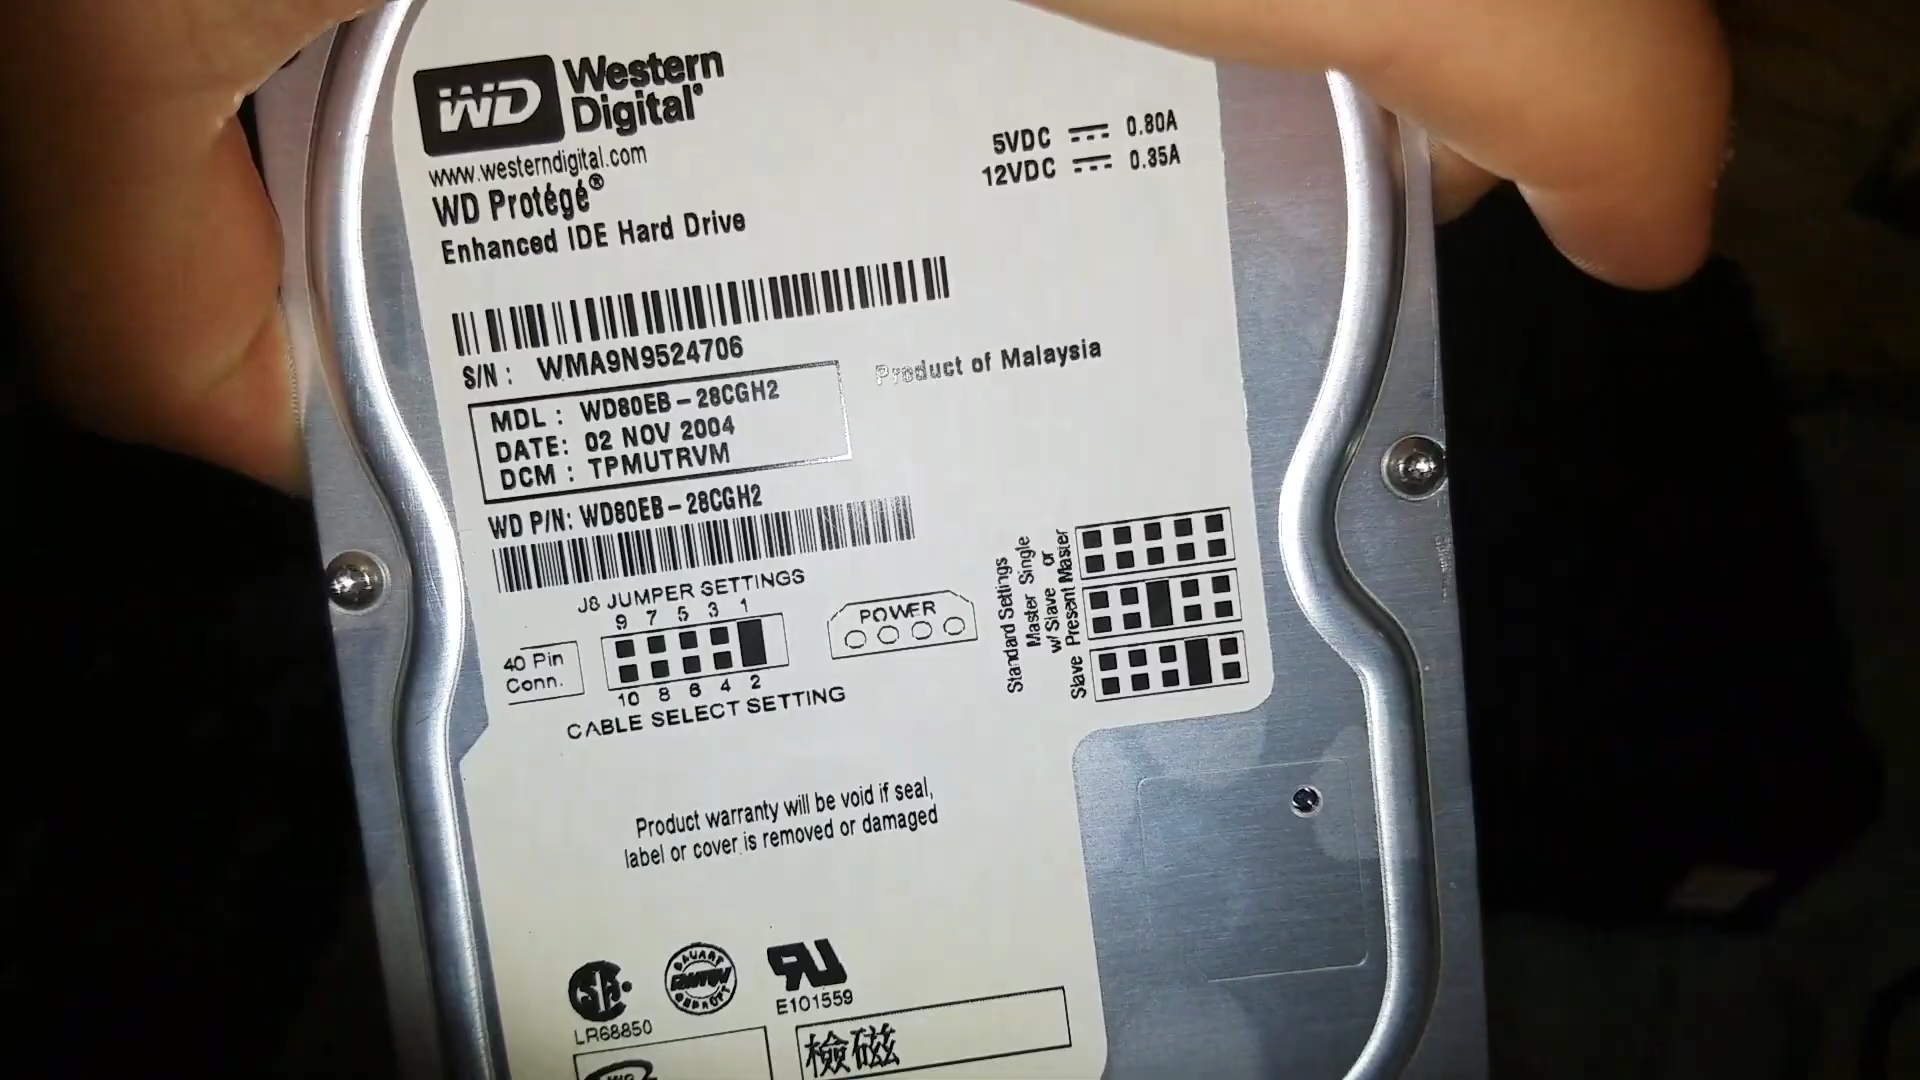 WD Western Digital®
www.westerndigital.com
WD Protégé®
Enhanced IDE Hard Drive
5VDC 0.80A
12VDC 0.35A
S/N: WMA9N9524706
Product of Malaysia
MDL: WD80EB-28CGH2
DATE: 02 NOV 2004
DCM: TPMUTRVM
WD P/N: WD80EB-28CGH2
J8 JUMPER SETTINGS
9 7 5 3 1
40 Pin Conn.
10 8 6 4 2
CABLE SELECT SETTING
POWER
Standard Settings
Master Single
w/ Slave or Present Master
Slave
Product warranty will be void if seal,
label or cover is removed or damaged
LR68850
E101559
檢磁